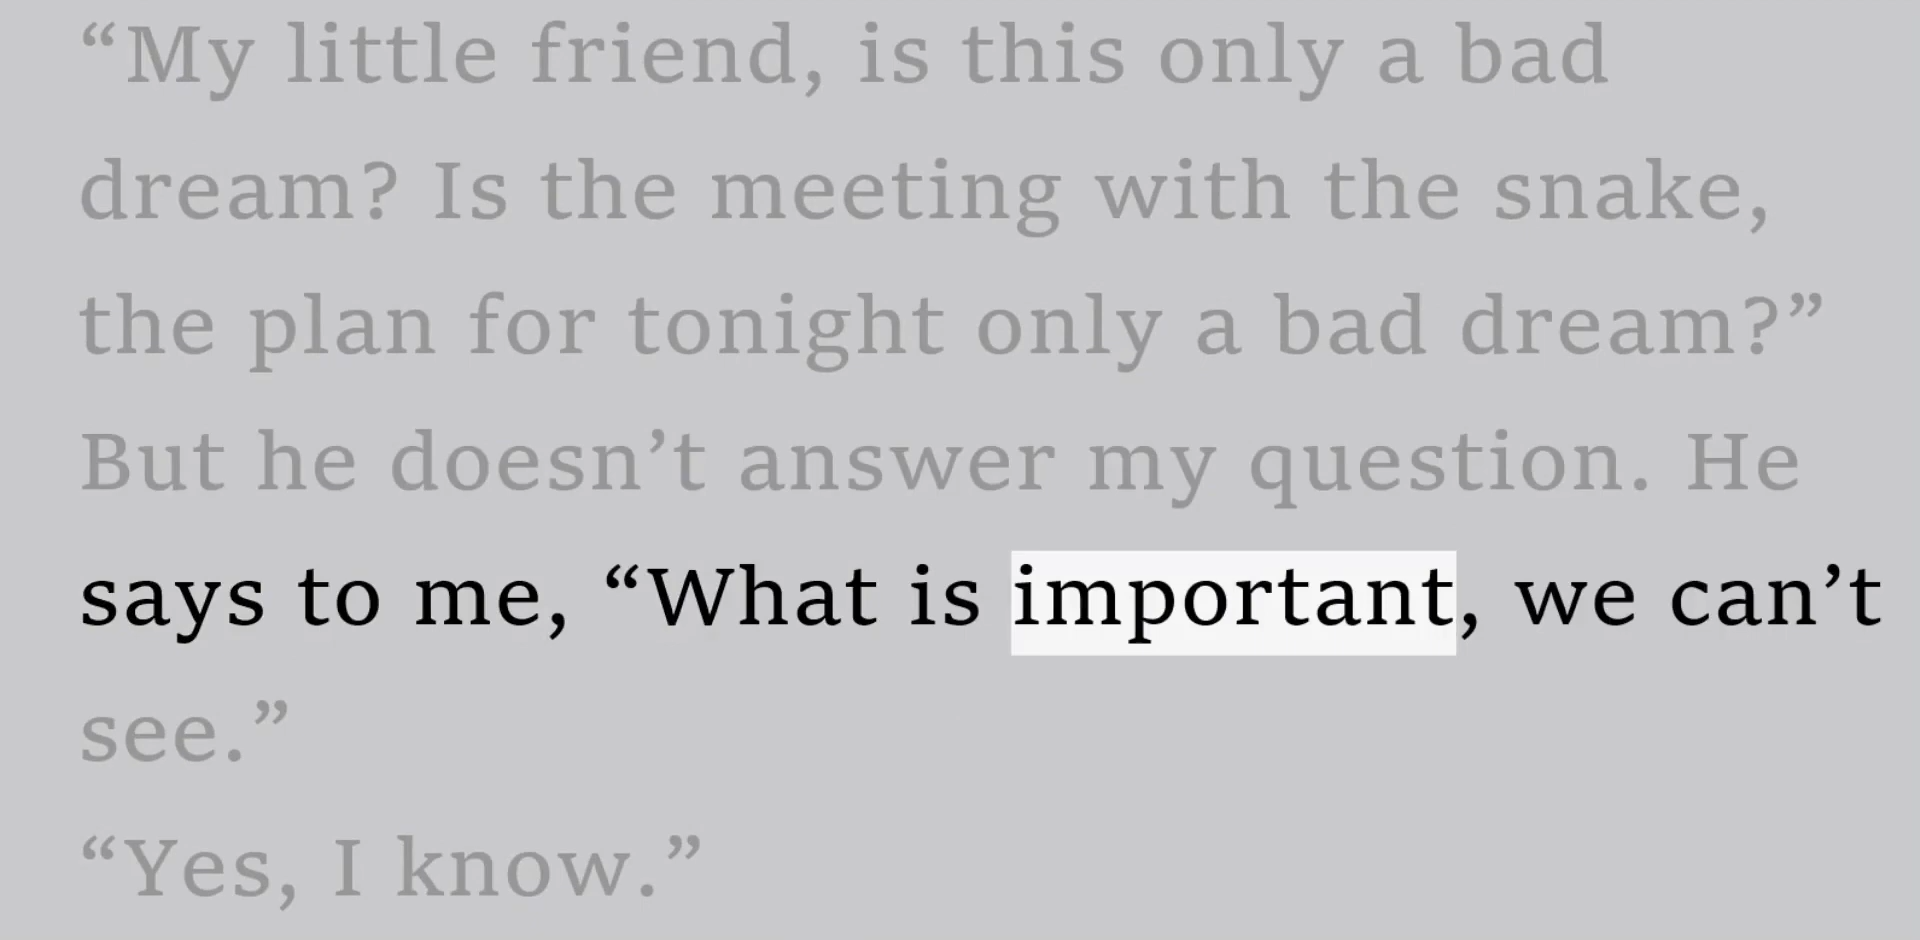 “My little friend, is this only a bad
dream? Is the meeting with the snake,
the plan for tonight only a bad dream?”
But he doesn’t answer my question. He
says to me, “What is important, we can’t
see.”
“Yes, I know.”